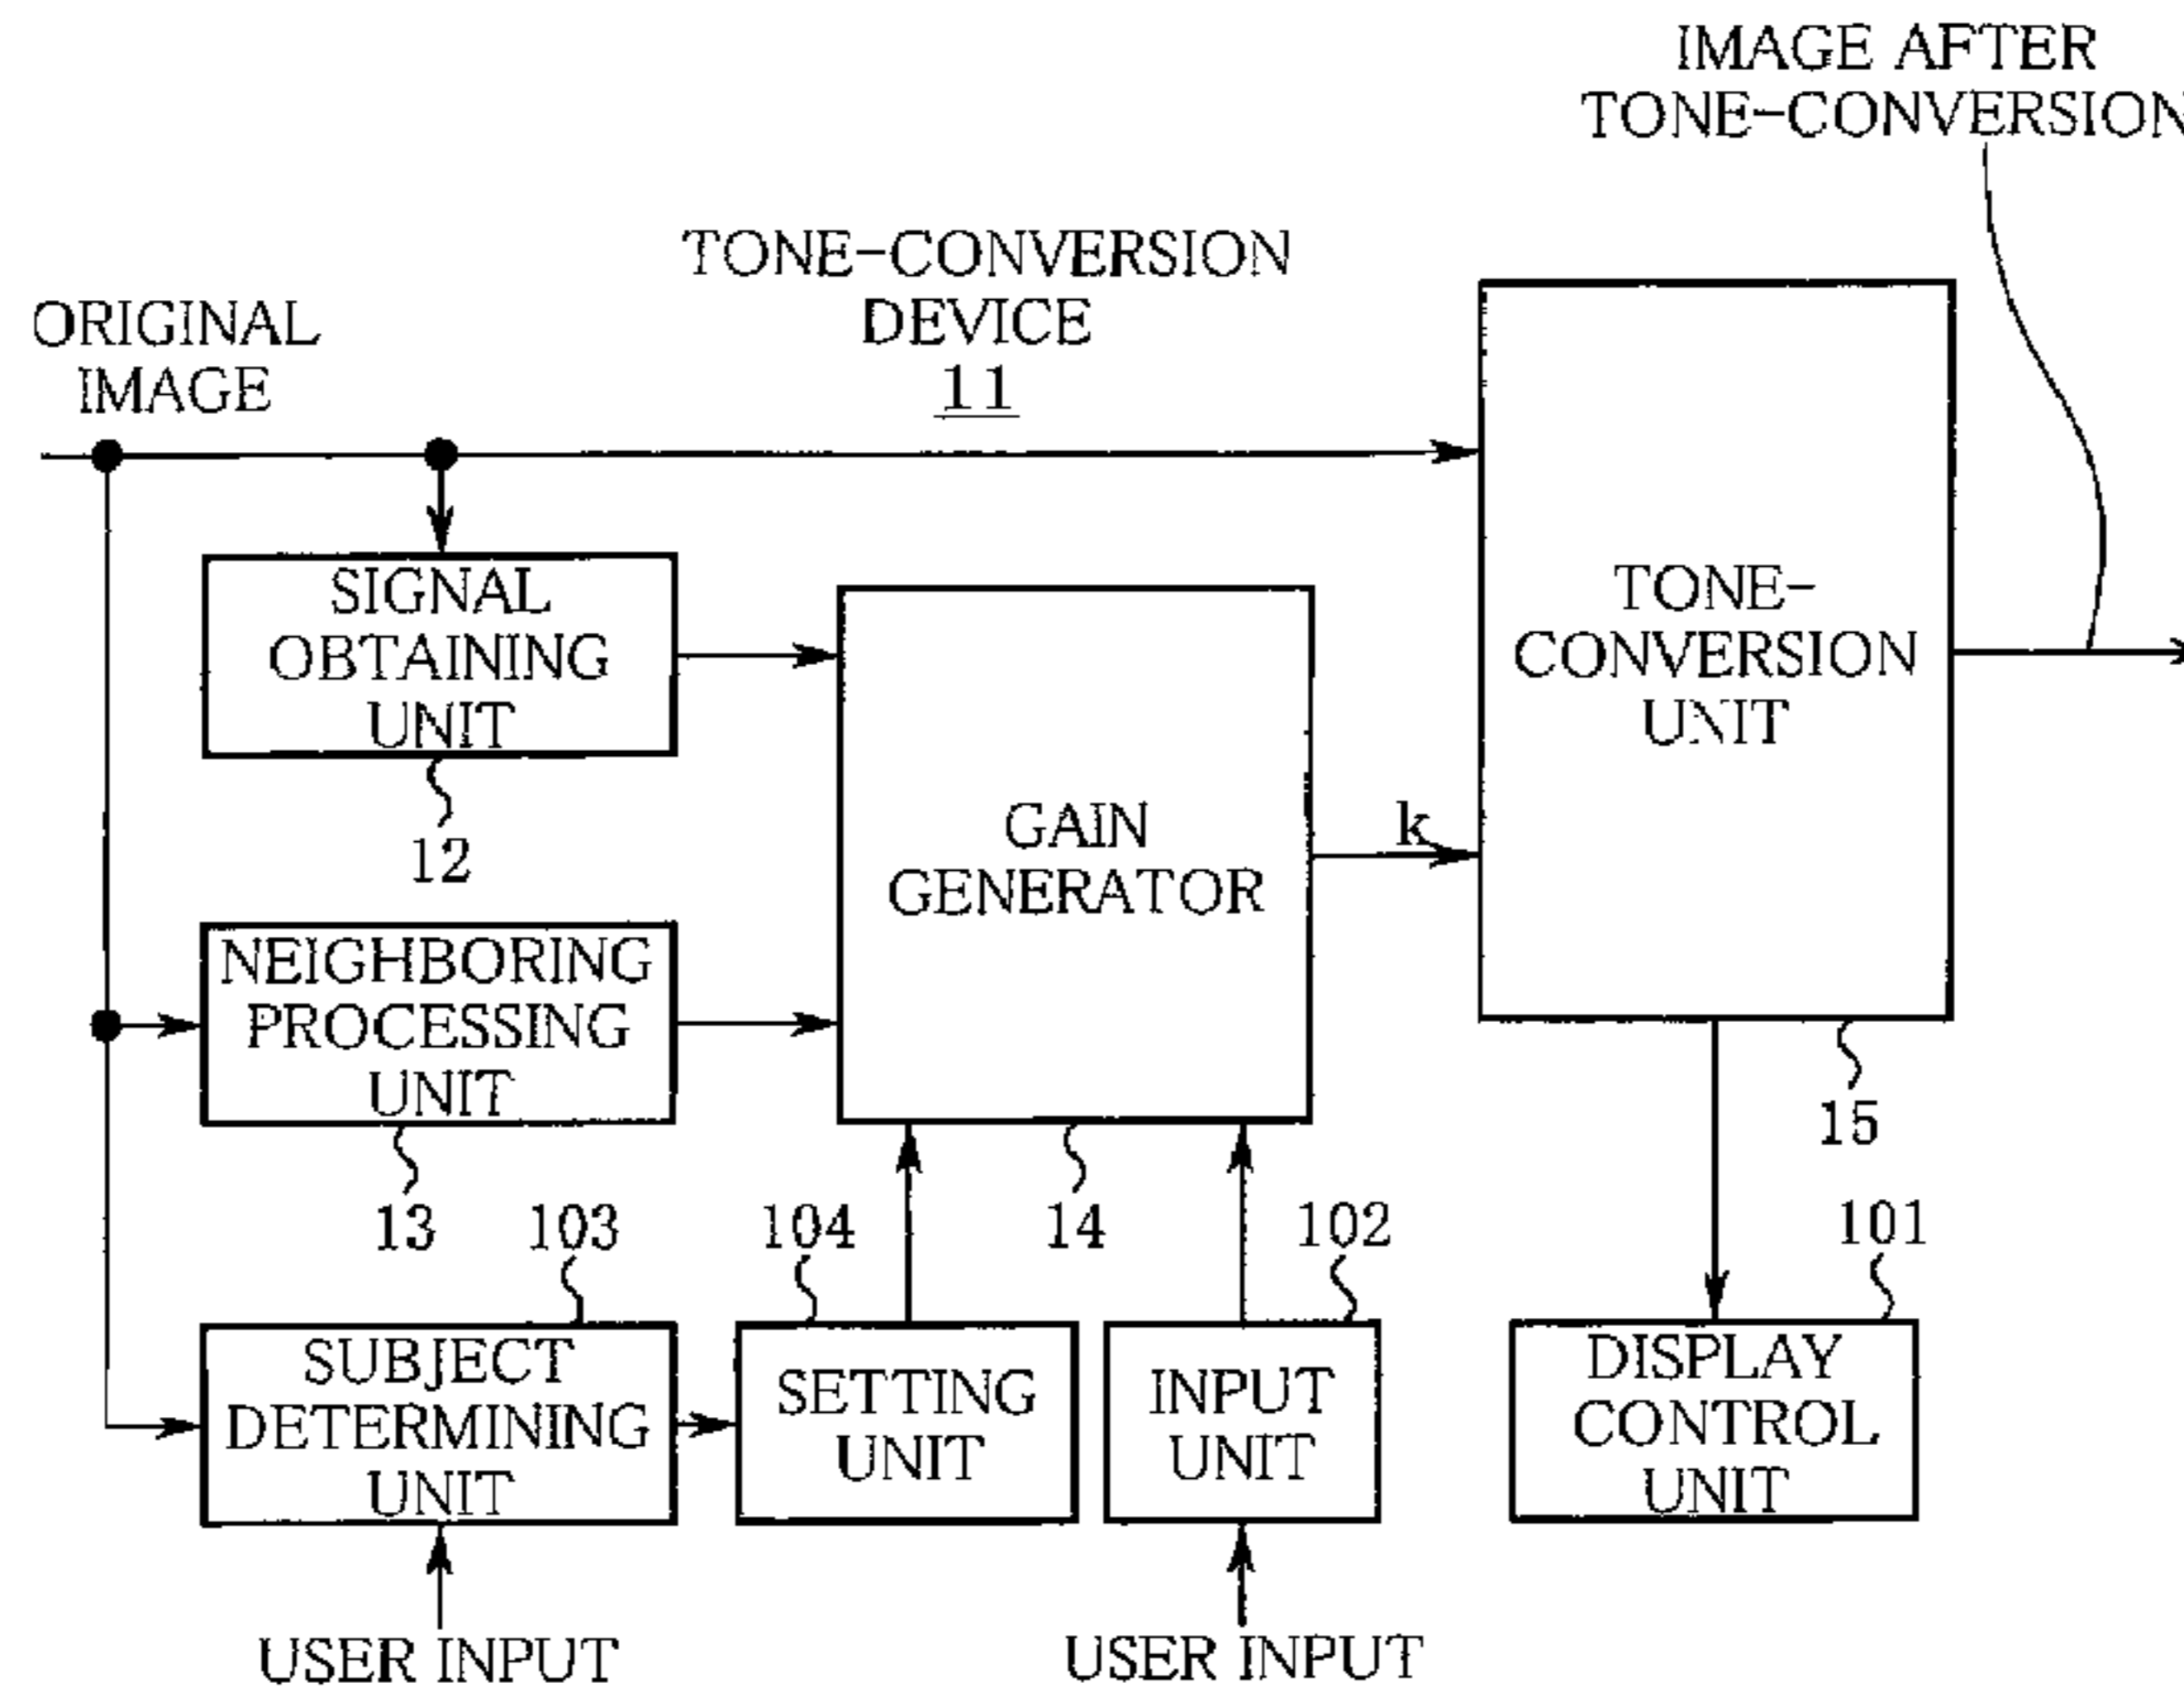 IMAGE AFTER
TONE-CONVERSION
TONE-CONVERSION
DEVICE
11
ORIGINAL
IMAGE
SIGNAL
OBTAINING
UNIT
12
GAIN
GENERATOR
k
TONE-
CONVERSION
UNIT
NEIGHBORING
PROCESSING
UNIT
13
103
104
14
102
15
101
SUBJECT
DETERMINING
UNIT
SETTING
UNIT
INPUT
UNIT
DISPLAY
CONTROL
UNIT
USER INPUT
USER INPUT